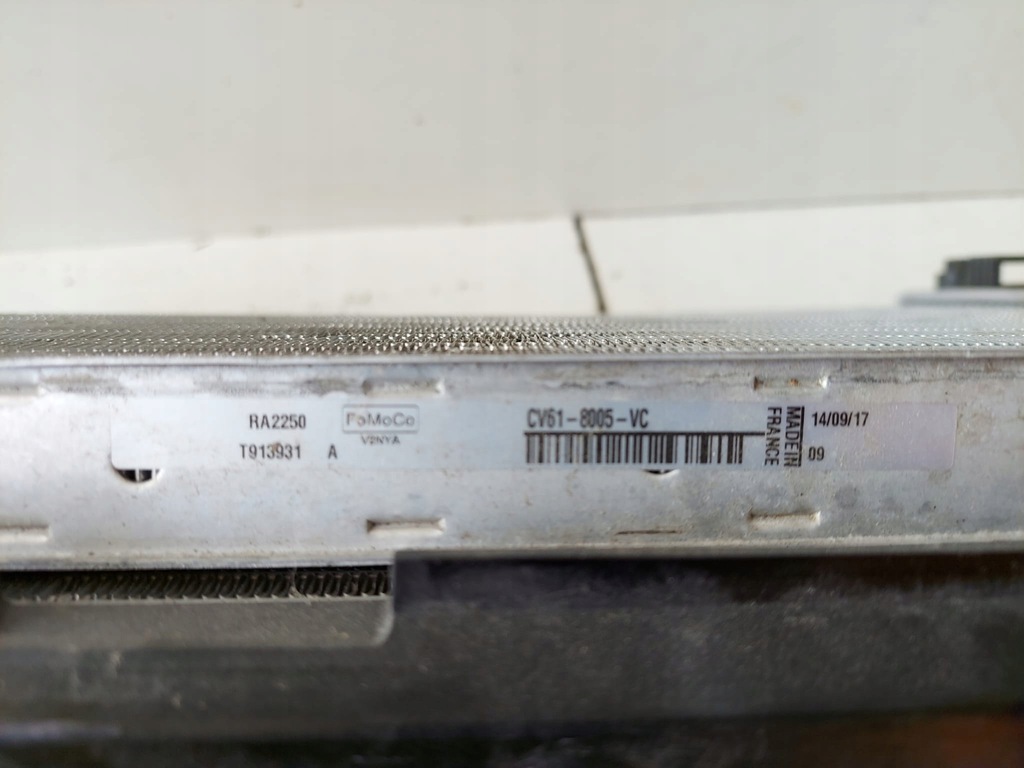 RA2250
T913931 A
FoMoCo
V2NYA
CV61-8005-VC
MADE IN
FRANCE
14/09/17
09